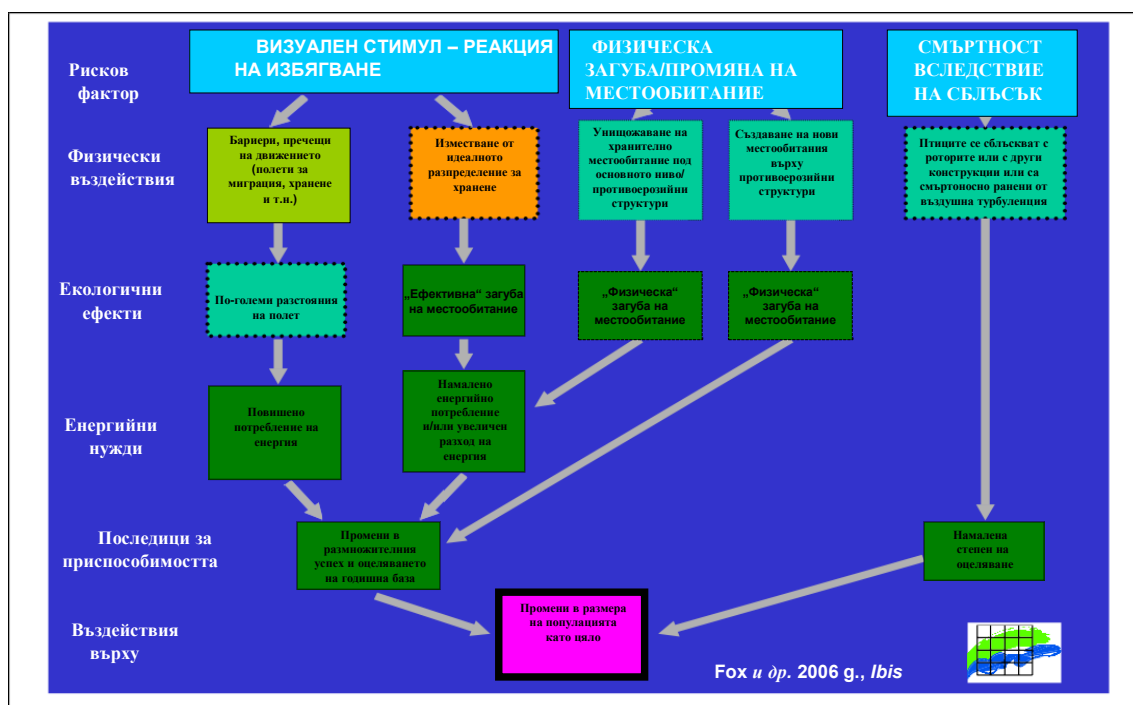 ВИЗУАЛЕН СТИМУЛ – РЕАКЦИЯ
НА ИЗБЯГВАНЕ
ФИЗИЧЕСКА
ЗАГУБА/ПРОМЯНА НА
МЕСТООБИТАНИЕ
СМЪРТНОСТ
ВСЛЕДСТВИЕ
НА СБЛЪСЪК
Рисков
фактор
Физически
въздействия
Бариери, пречещи
на движението
(полети за
миграция, хранене
и т.н.)
Изместване от
идеалното
разпределение за
хранене
Унищожаване на
хранително
местообитание под
основното ниво/
противоерозийни
структури
Създаване на нови
местообитания
върху
противоерозийни
структури
Птиците се сблъскват с
роторите или с други
конструкции или са
смъртоносно ранени от
въздушна турбуленция
Екологични
ефекти
По-големи разстояния
на полет
„Ефективна“ загуба
на местообитание
„Физическа“
загуба на
местообитание
„Физическа“
загуба на
местообитание
Енергийни
нужди
Повишено
потребление на
енергия
Намалено
енергийно
потребление
и/или увеличен
разход на
енергия
Последици за
приспособимостта
Промени в
размножителния
успех и оцеляването
на годишна база
Намалена
степен на
оцеляване
Въздействия
върху
Промени в размера
на популацията
като цяло
Fox и др. 2006 g., Ibis